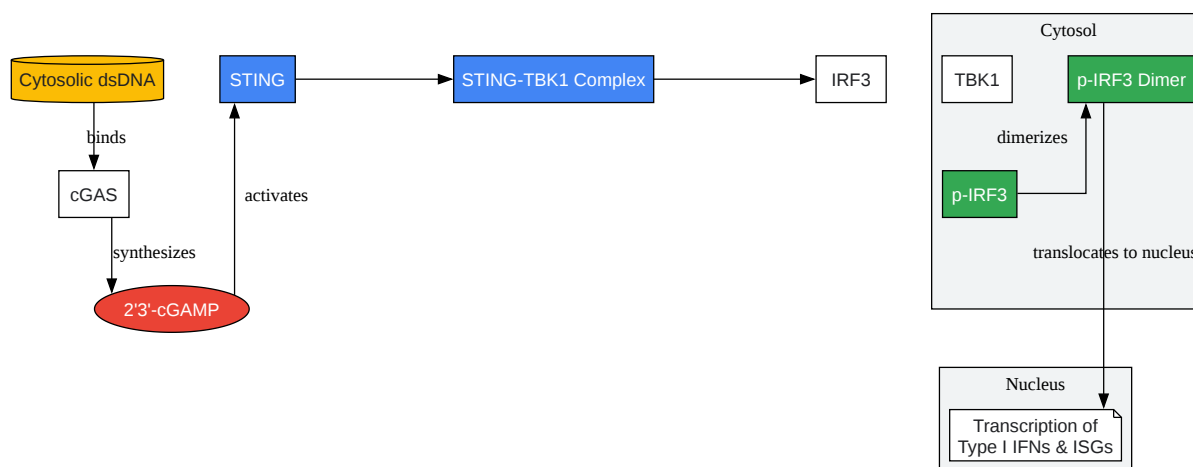 Cytosol
Cytosolic dsDNA
STING
STING-TBK1 Complex
IRF3
TBK1
p-IRF3 Dimer
binds
dimerizes
cGAS
activates
p-IRF3
synthesizes
translocates to nucleus
2'3'-cGAMP
Nucleus
Transcription of
Type I IFNs & ISGs